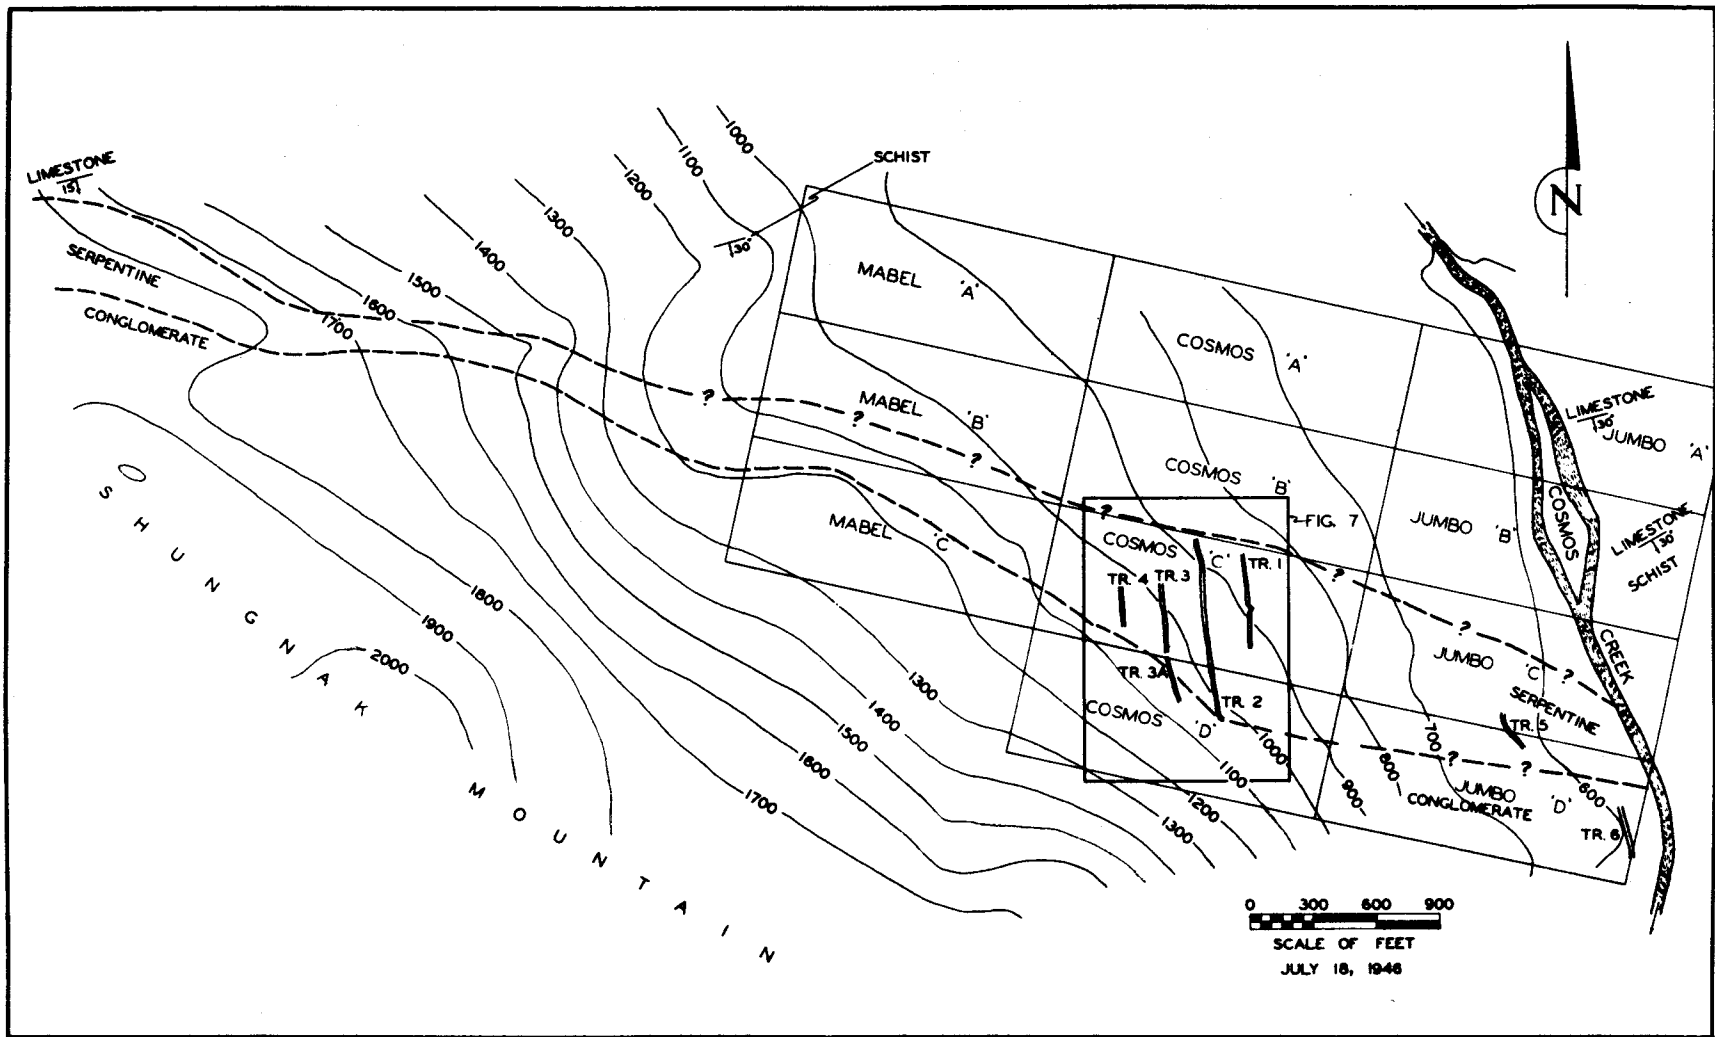 1000
1100
SCHIST
1200
LIMESTONE
15
1300
N
1400
30
SERPENTINE
1500
MABEL 'A'
1600
CONGLOMERATE
1700
COSMOS 'A'
MABEL 'B'
LIMESTONE
30
JUMBO 'A'
?
?
?
COSMOS 'B'
SHUNGNAK MOUNTAIN
MABEL 'C'
?
FIG. 7
JUMBO 'B'
COSMOS CREEK
LIMESTONE
30
SCHIST
COSMOS 'C'
TR. 4
TR. 3
TR. 1
?
1800
1900
2000
?
JUMBO 'C'
?
SERPENTINE
TR. 3A
TR. 2
1300
COSMOS 'D'
TR. 5
1400
1500
1600
1700
1000
1100
1200
1300
900
800
700
?
?
600
JUMBO 'D'
CONGLOMERATE
TR. 6
0 300 600 900
SCALE OF FEET
JULY 18, 1946